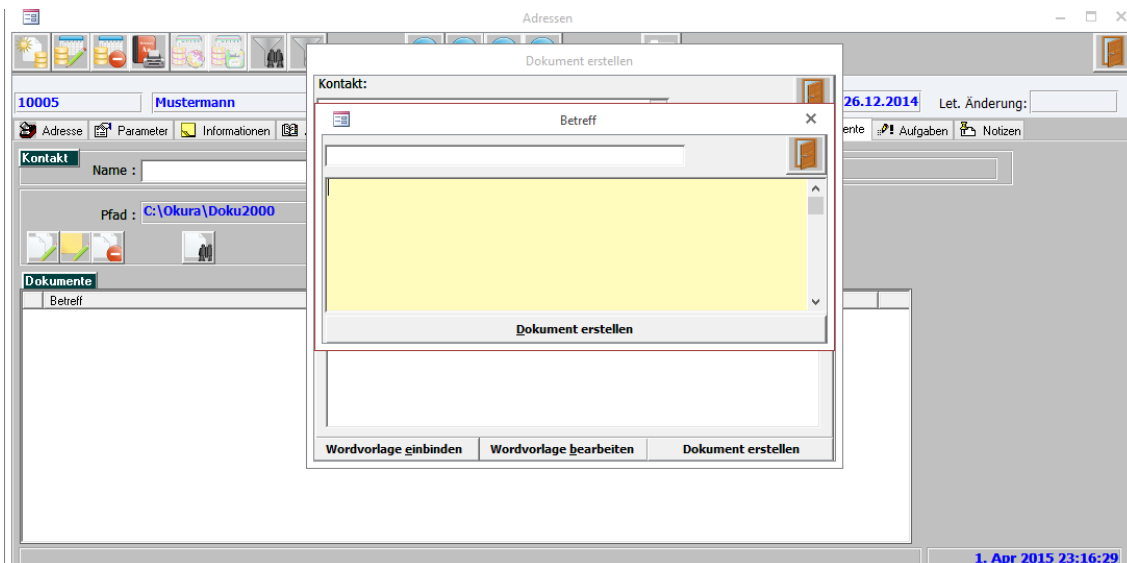 Adressen
Dokument erstellen
Kontakt:
10005 Mustermann 26.12.2014 Let. Änderung:
Betreff
Adresse Parameter Informationen ente Aufgaben Notizen
Kontakt
Name :
Pfad : C:\Okura\Doku2000
Dokumente
Betreff
Dokument erstellen
Wordvorlage einbinden Wordvorlage bearbeiten Dokument erstellen
1. Apr 2015 23:16:29